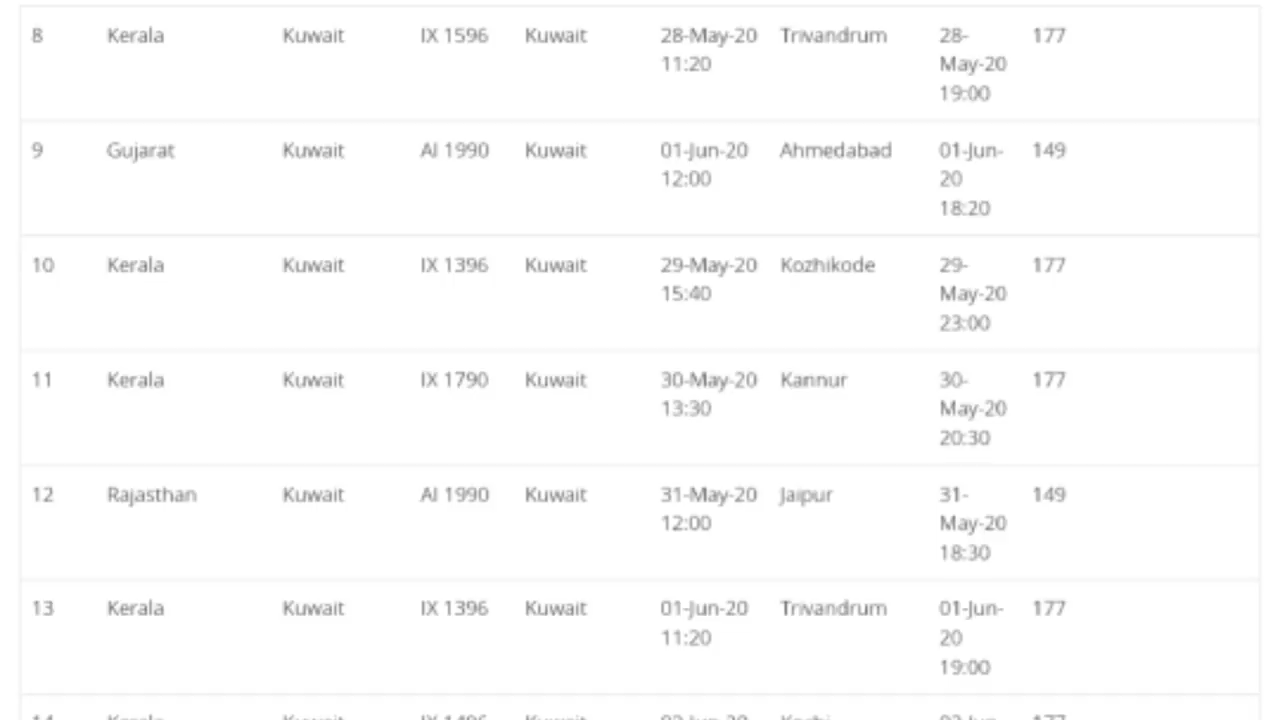 8 Kerala Kuwait IX 1596 Kuwait 28-May-20 Trivandrum 28- 177
11:20 May-20
19:00
9 Gujarat Kuwait AI 1990 Kuwait 01-Jun-20 Ahmedabad 01-Jun- 149
12:00 20
18:20
10 Kerala Kuwait IX 1396 Kuwait 29-May-20 Kozhikode 29- 177
15:40 May-20
23:00
11 Kerala Kuwait IX 1790 Kuwait 30-May-20 Kannur 30- 177
13:30 May-20
20:30
12 Rajasthan Kuwait AI 1990 Kuwait 31-May-20 Jaipur 31- 149
12:00 May-20
18:30
13 Kerala Kuwait IX 1396 Kuwait 01-Jun-20 Trivandrum 01-Jun- 177
11:20 20
19:00